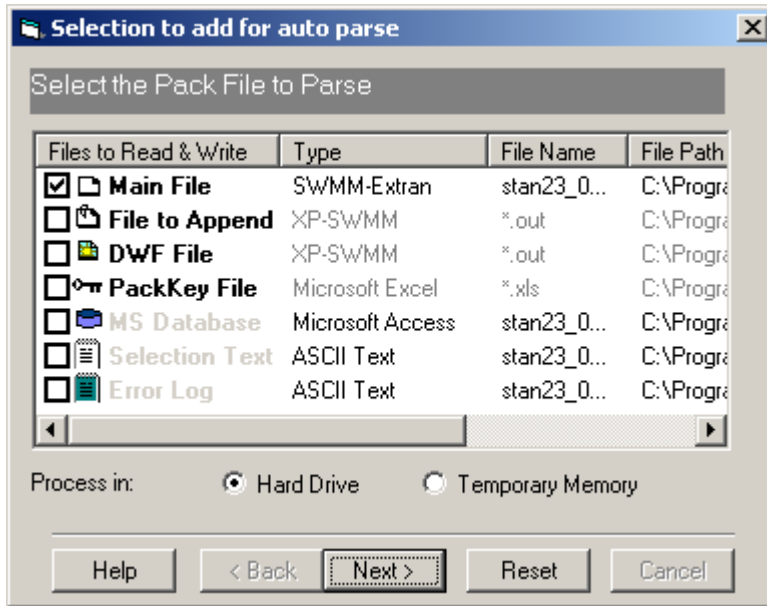 Selection to add for auto parse
Select the Pack File to Parse
Files to Read & Write Type File Name File Path
Main File SWMM-Extran stan23_0... C:\Progra
File to Append XP-SWMM *.out C:\Progra
DWF File XP-SWMM *.out C:\Progra
PackKey File Microsoft Excel *.xls C:\Progra
MS Database Microsoft Access stan23_0... C:\Progra
Selection Text ASCII Text stan23_0... C:\Progra
Error Log ASCII Text stan23_0... C:\Progra
Process in: Hard Drive Temporary Memory
Help < Back Next > Reset Cancel